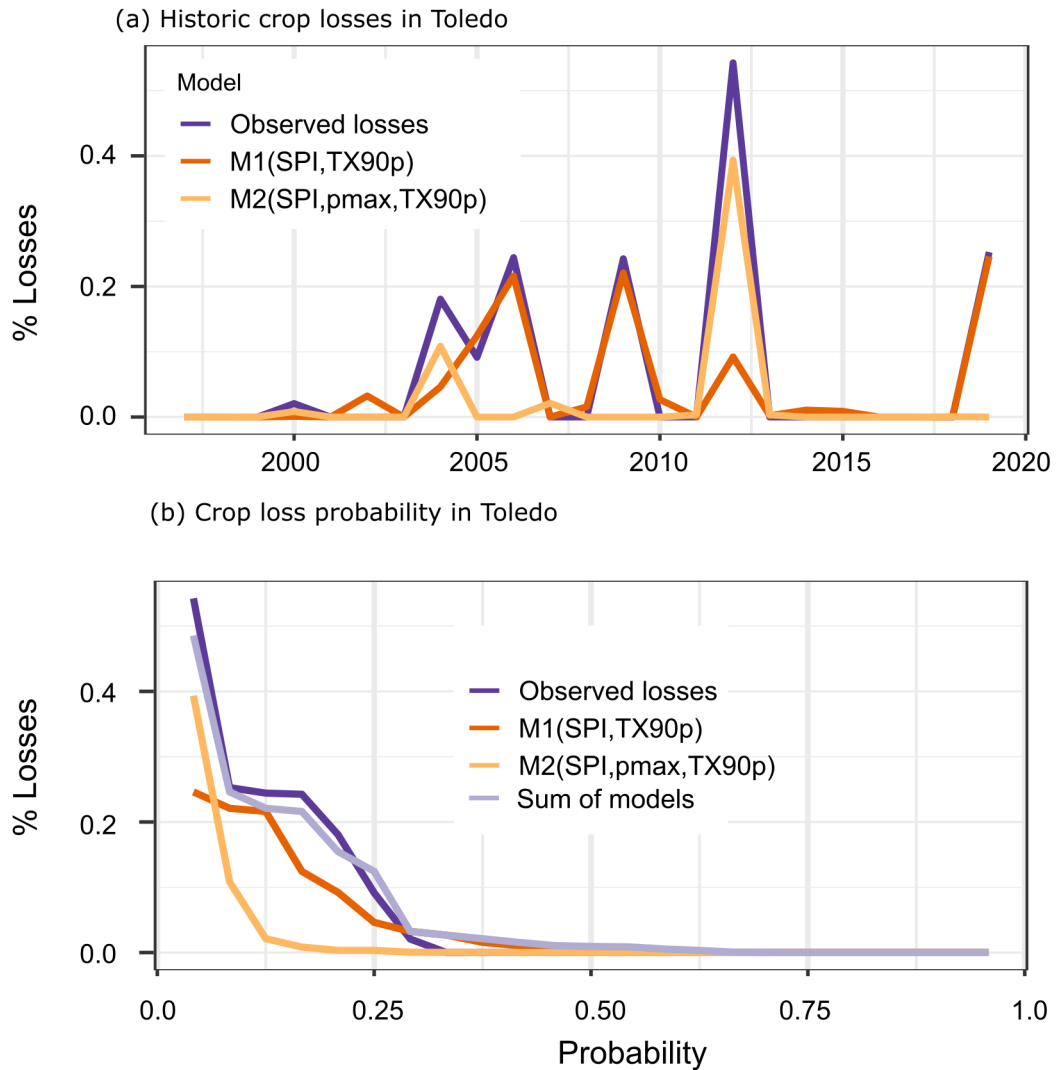 (a) Historic crop losses in Toledo
Model
Observed losses
M1(SPI,TX90p)
M2(SPI,pmax,TX90p)
% Losses
0.4
0.2
0.0
2000 2005 2010 2015 2020
(b) Crop loss probability in Toledo
Observed losses
M1(SPI,TX90p)
M2(SPI,pmax,TX90p)
Sum of models
% Losses
0.4
0.2
0.0
0.0 0.25 0.50 0.75 1.0
Probability